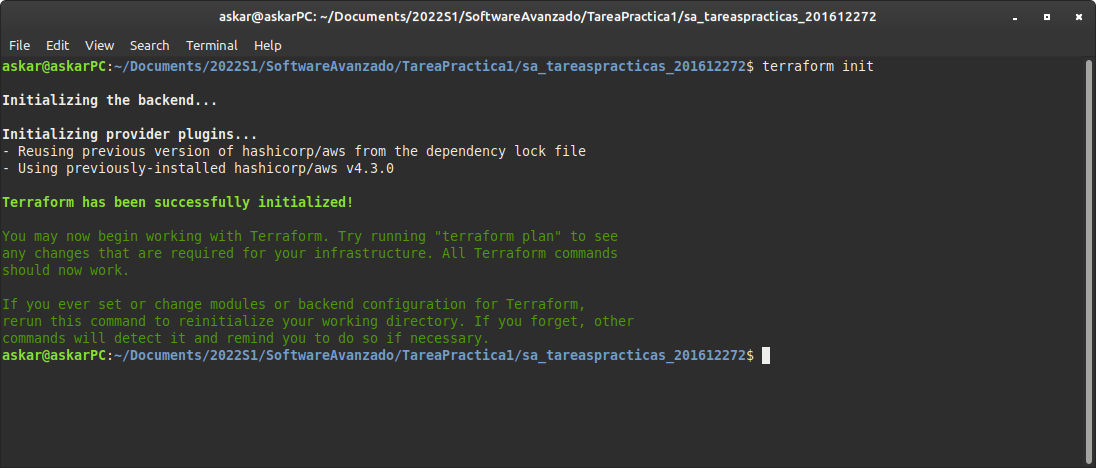 askar@askarPC: ~/Documents/2022S1/SoftwareAvanzado/TareaPractica1/sa_tareaspracticas_201612272
File Edit View Search Terminal Help
askar@askarPC:~/Documents/2022S1/SoftwareAvanzado/TareaPractica1/sa_tareaspracticas_201612272$ terraform init
Initializing the backend...
Initializing provider plugins...
- Reusing previous version of hashicorp/aws from the dependency lock file
- Using previously-installed hashicorp/aws v4.3.0
Terraform has been successfully initialized!
You may now begin working with Terraform. Try running "terraform plan" to see
any changes that are required for your infrastructure. All Terraform commands
should now work.
If you ever set or change modules or backend configuration for Terraform,
rerun this command to reinitialize your working directory. If you forget, other
commands will detect it and remind you to do so if necessary.
askar@askarPC:~/Documents/2022S1/SoftwareAvanzado/TareaPractica1/sa_tareaspracticas_201612272$